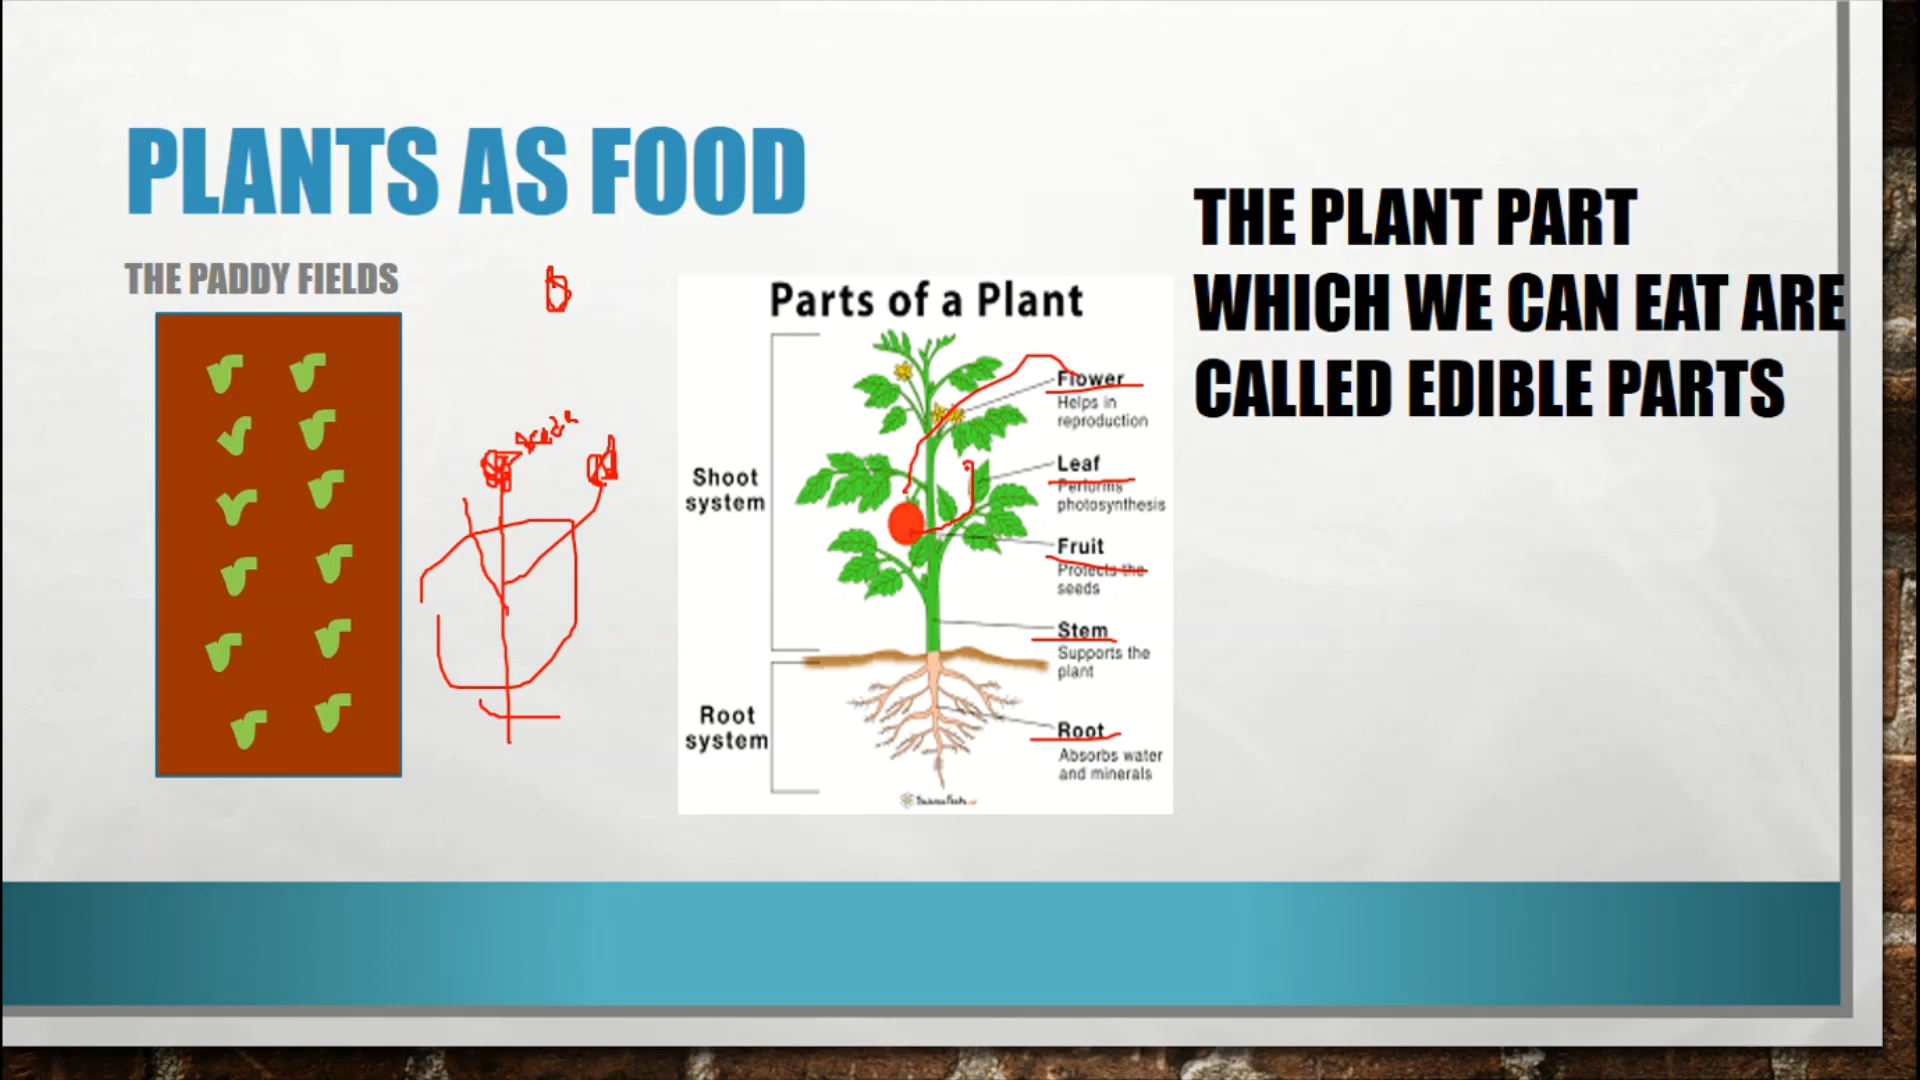 PLANTS AS FOOD
THE PADDY FIELDS
Parts of a Plant
Shoot
system
Root
system
Flower
Helps in
reproduction
Leaf
Performs
photosynthesis
Fruit
Protects the
seeds
Stem
Supports the
plant
Root
Absorbs water
and minerals
THE PLANT PART
WHICH WE CAN EAT ARE
CALLED EDIBLE PARTS